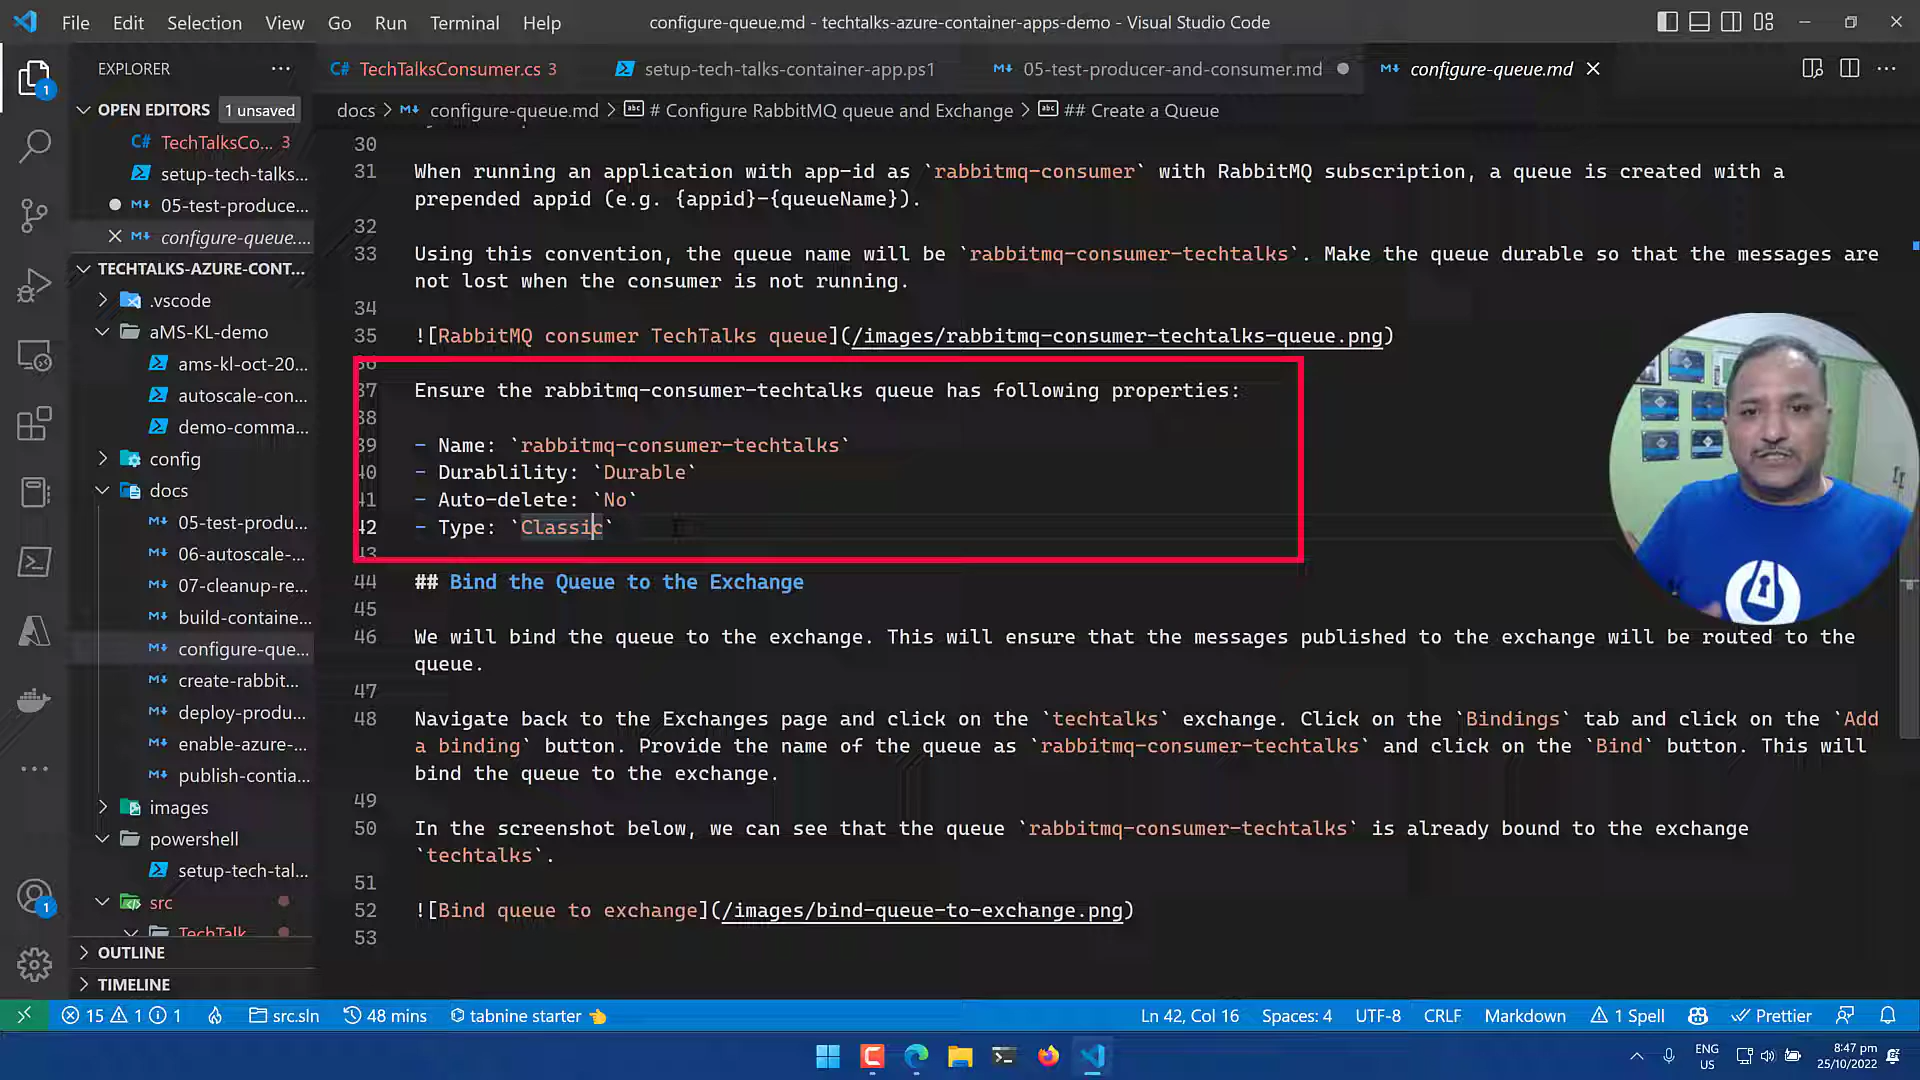 File Edit Selection View Go Run Terminal Help
configure-queue.md - techtalks-azure-container-apps-demo - Visual Studio Code
EXPLORER
C# TechTalksConsumer.cs 3
setup-tech-talks-container-app.ps1
05-test-producer-and-consumer.md
configure-queue.md
docs > configure-queue.md > # Configure RabbitMQ queue and Exchange > ## Create a Queue
1
OPEN EDITORS 1 unsaved
C# TechTalksCo... 3
setup-tech-talks...
05-test-produce...
configure-queue....
TECHTALKS-AZURE-CONT...
.vscode
aMS-KL-demo
ams-kl-oct-20...
autoscale-con...
demo-comma...
config
docs
05-test-produ...
06-autoscale-...
07-cleanup-re...
build-containe...
configure-que...
create-rabbit...
deploy-produ...
enable-azure-...
publish-contia...
images
powershell
setup-tech-tal...
src
TechTalk
OUTLINE
TIMELINE
1
30
31 When running an application with app-id as `rabbitmq-consumer` with RabbitMQ subscription, a queue is created with a
prepended appid (e.g. {appid}-{queueName}).
32
33 Using this convention, the queue name will be `rabbitmq-consumer-techtalks`. Make the queue durable so that the messages are
not lost when the consumer is not running.
34
35 ![RabbitMQ consumer TechTalks queue](/images/rabbitmq-consumer-techtalks-queue.png)
36
37 Ensure the rabbitmq-consumer-techtalks queue has following properties:
38
39 - Name: `rabbitmq-consumer-techtalks`
40 - Durablility: `Durable`
41 - Auto-delete: `No`
42 - Type: `Classic`
43
44 ## Bind the Queue to the Exchange
45
46 We will bind the queue to the exchange. This will ensure that the messages published to the exchange will be routed to the
queue.
47
48 Navigate back to the Exchanges page and click on the `techtalks` exchange. Click on the `Bindings` tab and click on the `Add
a binding` button. Provide the name of the queue as `rabbitmq-consumer-techtalks` and click on the `Bind` button. This will
bind the queue to the exchange.
49
50 In the screenshot below, we can see that the queue `rabbitmq-consumer-techtalks` is already bound to the exchange
`techtalks`.
51
52 ![Bind queue to exchange](/images/bind-queue-to-exchange.png)
53
15 1 1 src.sln 48 mins tabnine starter
Ln 42, Col 16 Spaces: 4 UTF-8 CRLF Markdown 1 Spell Prettier
ENG
US
8:47 pm
25/10/2022